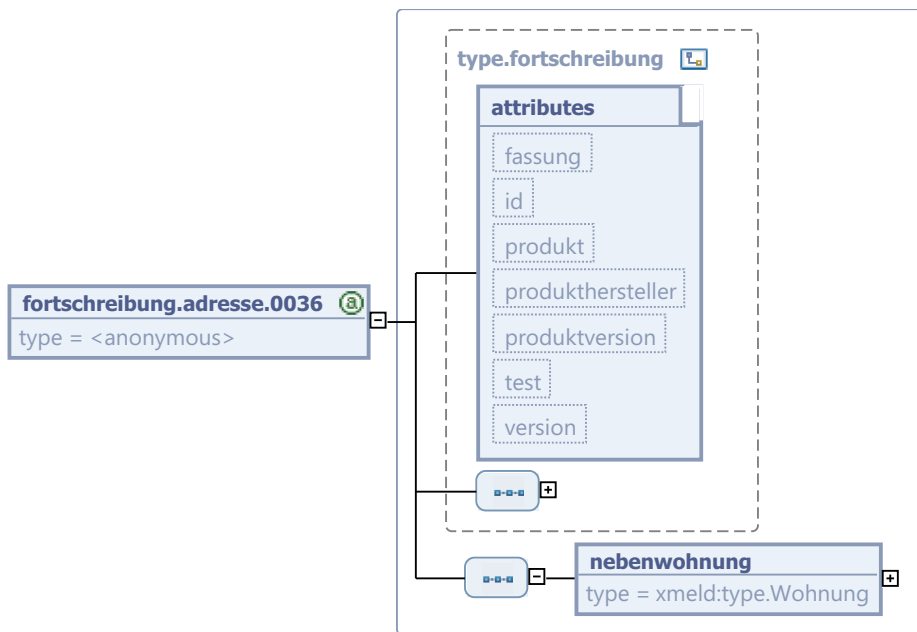 type.fortschreibung
attributes
fassung
id
produkt
produkthersteller
produktversion
test
version
fortschreibung.adresse.0036
type = <anonymous>
nebenwohnung
type = xmeld:type.Wohnung